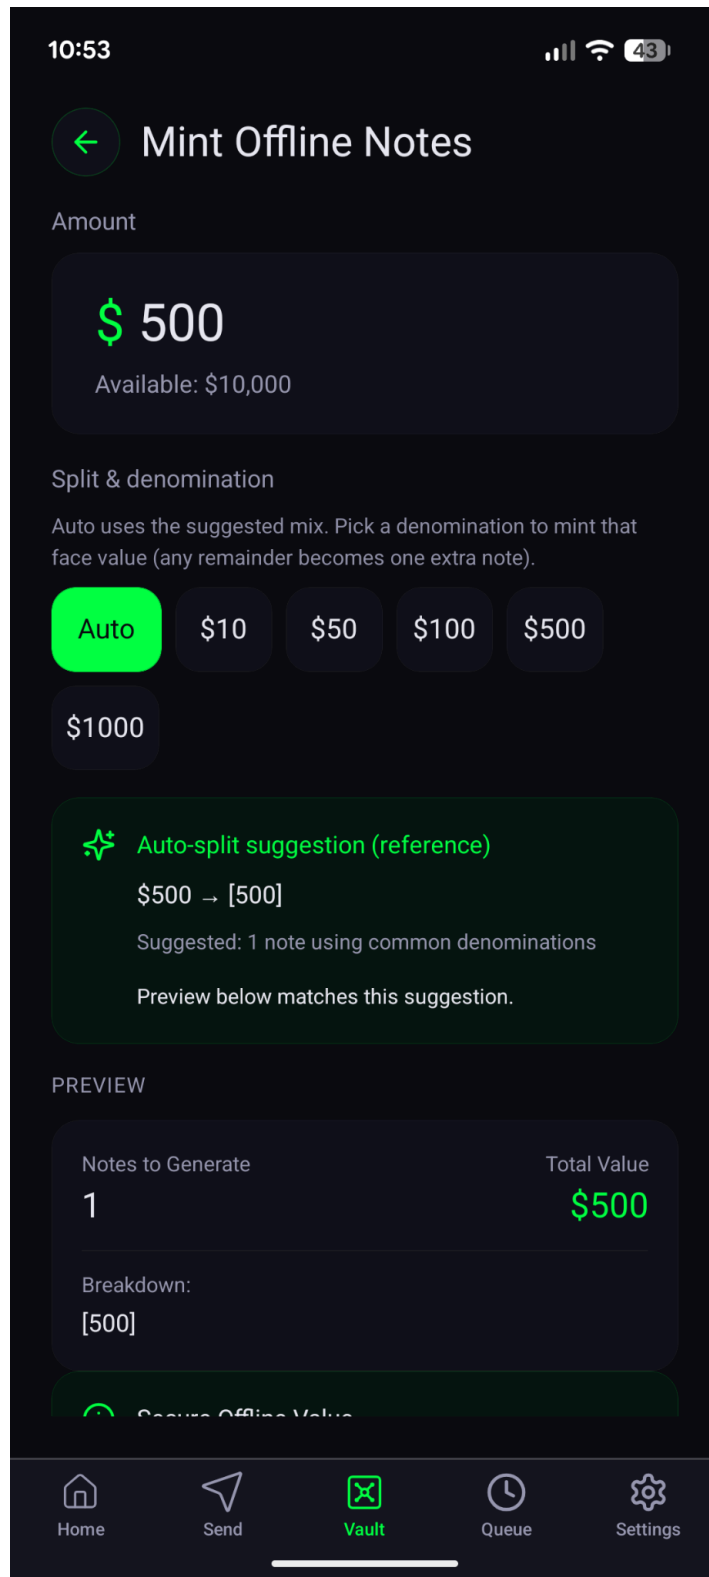 10:53
43
Mint Offline Notes
Amount
$ 500
Available: $10,000
Split & denomination
Auto uses the suggested mix. Pick a denomination to mint that
face value (any remainder becomes one extra note).
Auto $10 $50 $100 $500
$1000
Auto-split suggestion (reference)
$500 → [500]
Suggested: 1 note using common denominations
Preview below matches this suggestion.
PREVIEW
Notes to Generate Total Value
1 $500
Breakdown:
[500]
Secure Offline Value
Home Send Vault Queue Settings